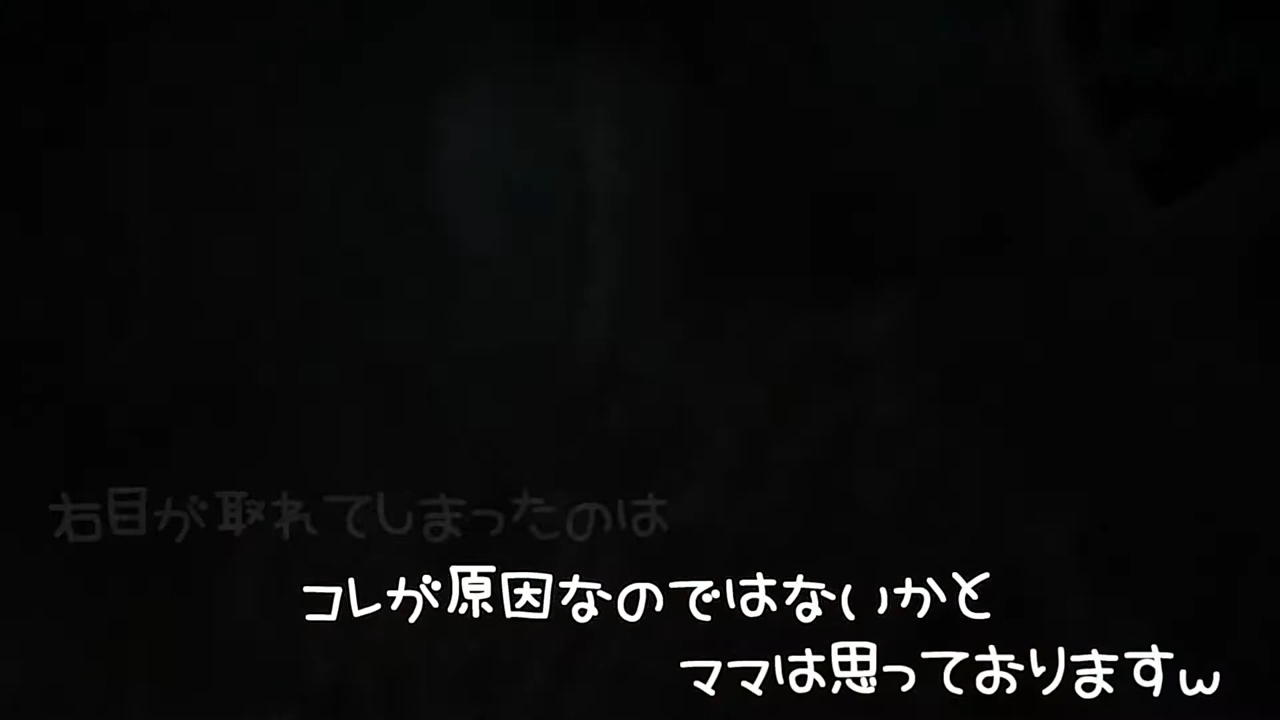 右目が取れてしまったのは
コレが原因なのではないかと
ママは思っておりますw